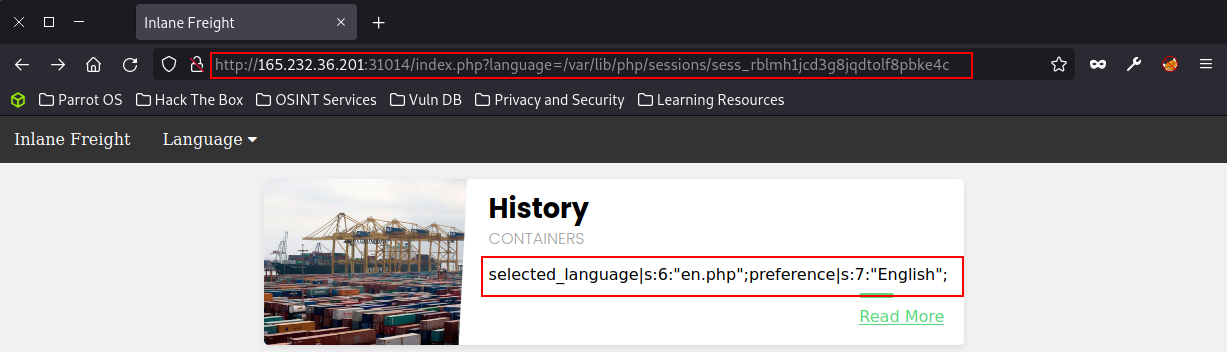 Inlane Freight
http://165.232.36.201:31014/index.php?language=/var/lib/php/sessions/sess_rblmh1jcd3g8jqdtolf8pbke4c
Parrot OS Hack The Box OSINT Services Vuln DB Privacy and Security Learning Resources
Inlane Freight Language
History
CONTAINERS
selected_language|s:6:"en.php";preference|s:7:"English";
Read More